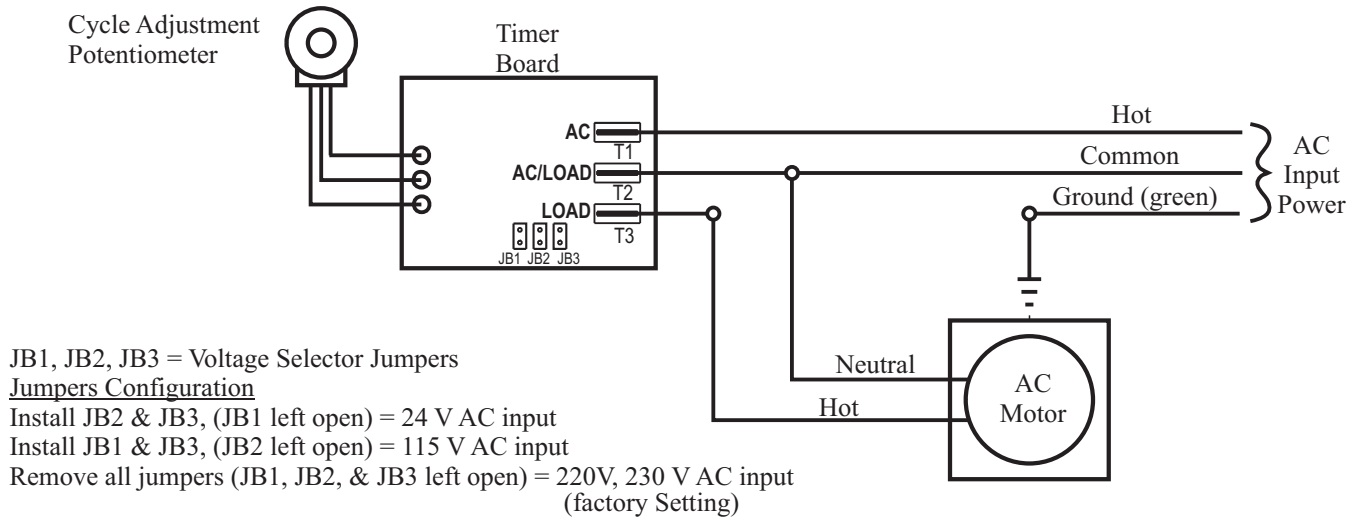 Cycle Adjustment
Potentiometer
Timer
Board
AC
T1
AC/LOAD
T2
LOAD
T3
JB1 JB2 JB3
Hot
Common
Ground (green)
AC
Input
Power
Neutral
Hot
AC
Motor
JB1, JB2, JB3 = Voltage Selector Jumpers
Jumpers Configuration
Install JB2 & JB3, (JB1 left open) = 24 V AC input
Install JB1 & JB3, (JB2 left open) = 115 V AC input
Remove all jumpers (JB1, JB2, & JB3 left open) = 220V, 230 V AC input
(factory Setting)